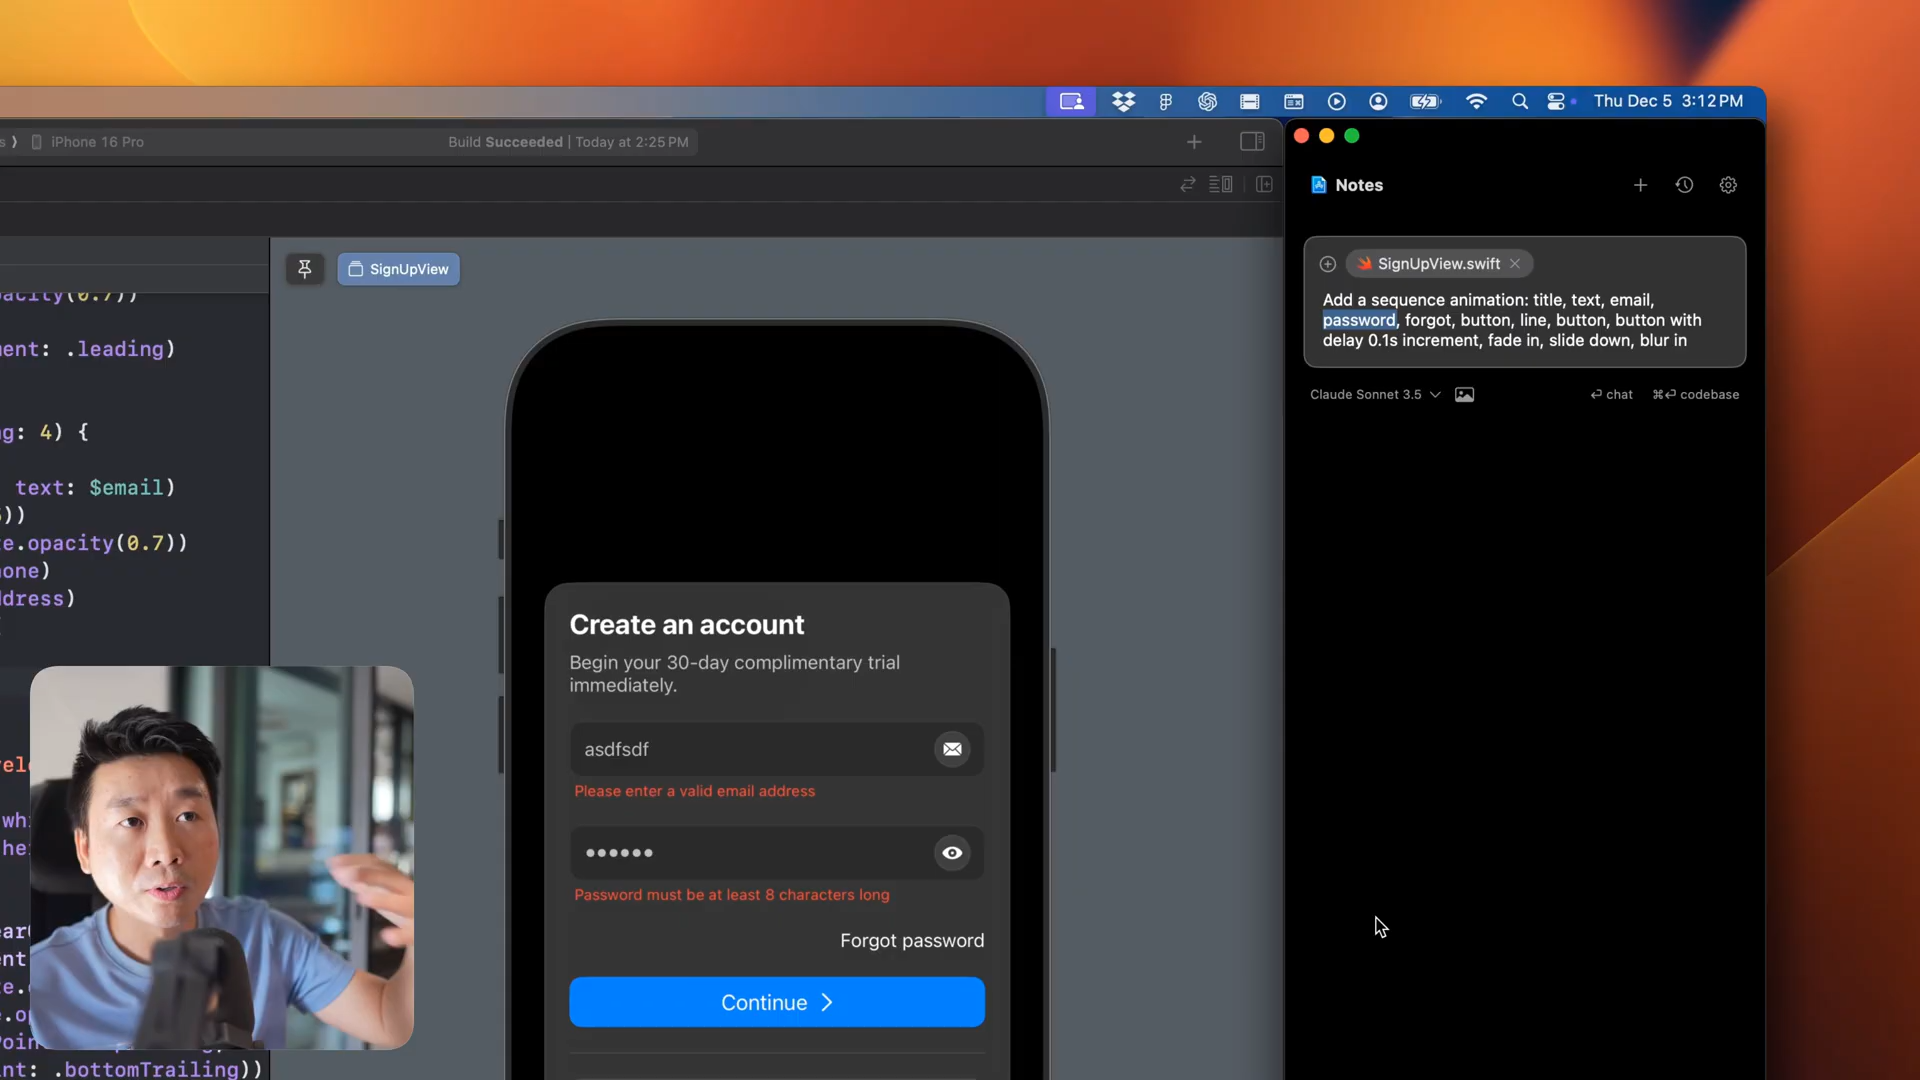 Thu Dec 5 3:12 PM
iPhone 16 Pro
Build Succeeded | Today at 2:25 PM
Notes
SignUpView
SignUpView.swift
Add a sequence animation: title, text, email,
password, forgot, button, line, button, button with
delay 0.1s increment, fade in, slide down, blur in
Claude Sonnet 3.5
chat
codebase
ent: .leading)
g: 4) {
text: $email)
))
e.opacity(0.7))
one)
dress)
Create an account
Begin your 30-day complimentary trial
immediately.
asdfsdf
Please enter a valid email address
Password must be at least 8 characters long
Forgot password
Continue
nt: .bottomTrailing))